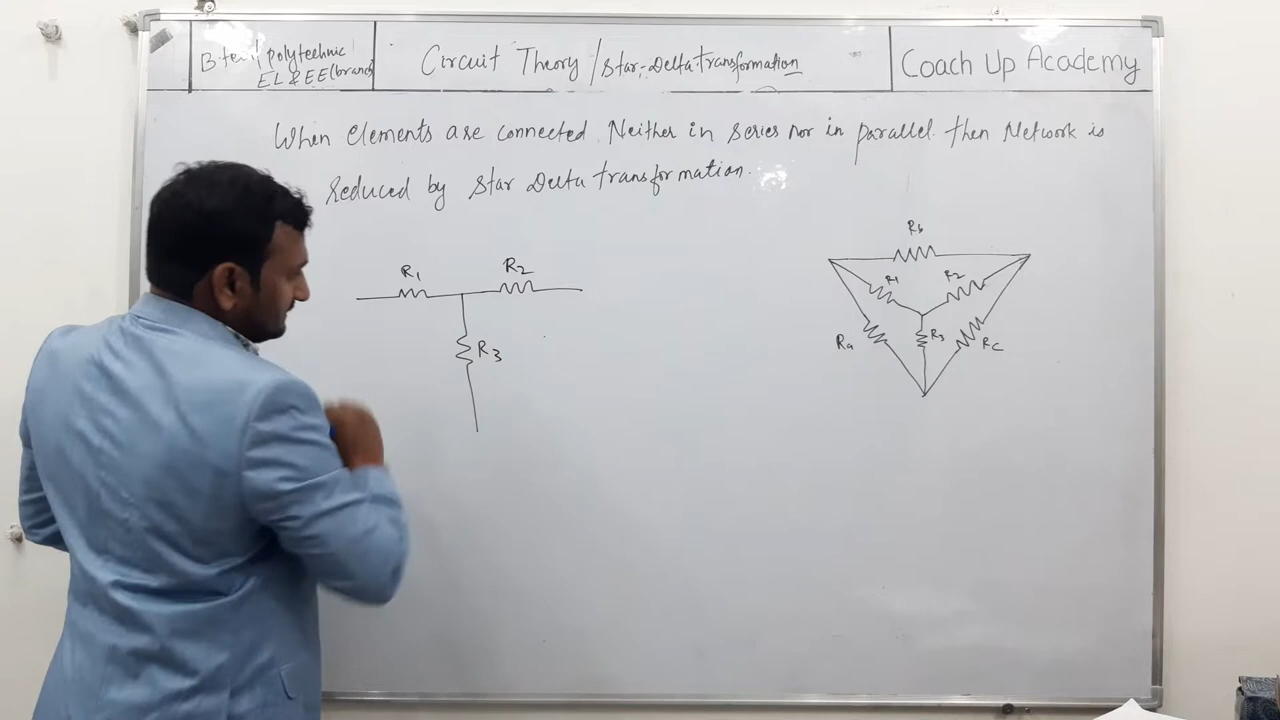 B.tech/polytechnic
EL & EE(branch)
Circuit Theory/Star-Delta transformation
Coach Up Academy
When elements are connected Neither in series nor in parallel then Network is
reduced by Star Delta transformation.
R1
R2
R3
Rb
R1
R2
Ra
R3
Rc